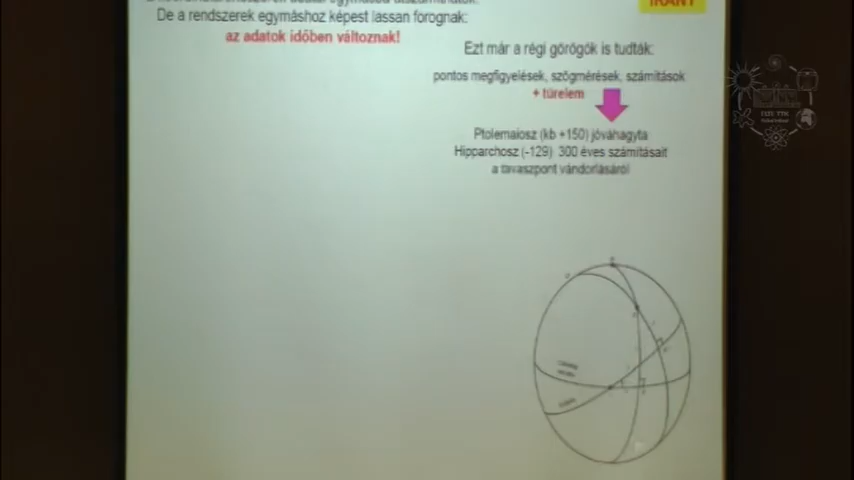 IRÁNY
De a rendszerek egymáshoz képest lassan forognak:
az adatok időben változnak!
Ezt már a régi görögök is tudták:
pontos megfigyelések, szögmérések, számítások
+ türelem
Ptolemaiosz (kb +150) jóváhagyta
Hipparchosz (-129) 300 éves számításait
a tavaszpont vándorlásáról